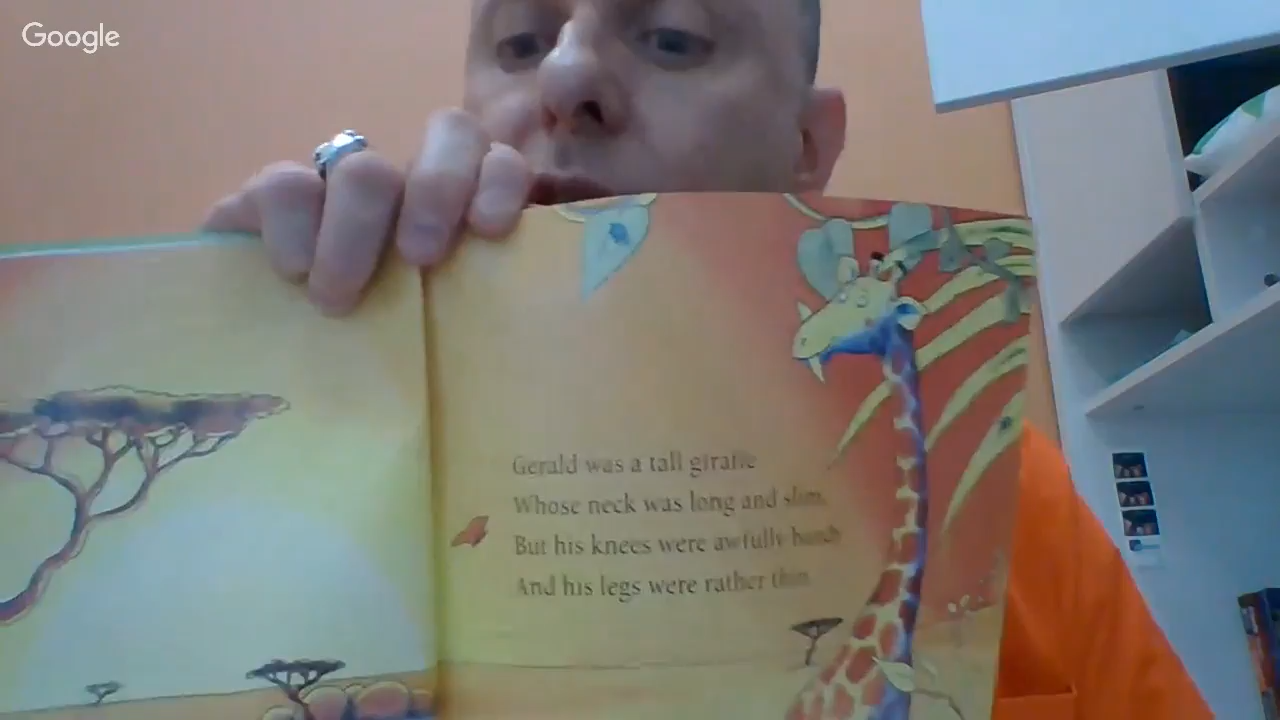 Google
Gerald was a tall giraffe
Whose neck was long and slim,
But his knees were awfully
And his legs were rather thin